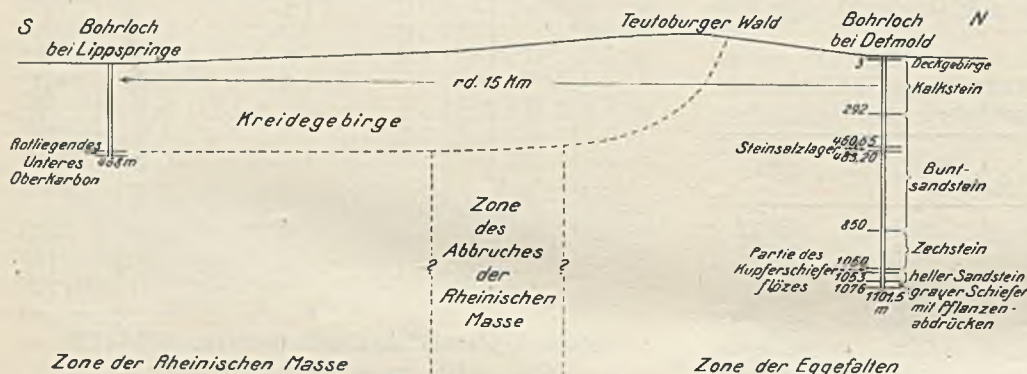 S
Bohrloch
bei Lippspringe
Teutoburger Wald
Bohrloch
bei Detmold
N
rd. 15 Km
Kreidegebirge
3
Deckgebirge
Kalkstein
292
Rotliegendes
Unteres
Oberkarbon
468 m
Steinsalzlager
460,65
483,20
Bunt-
sandstein
850
Zechstein
Zone
des
Abbruches
der
Rheinischen
Masse
?
?
Partie des
Kupferschiefer
flözes
1050
1053
1076
1101.5
m
heller Sandstein
grauer Schiefer
mit Pflanzen-
abdrücken
Zone der Rheinischen Masse
Zone der Eggefalten